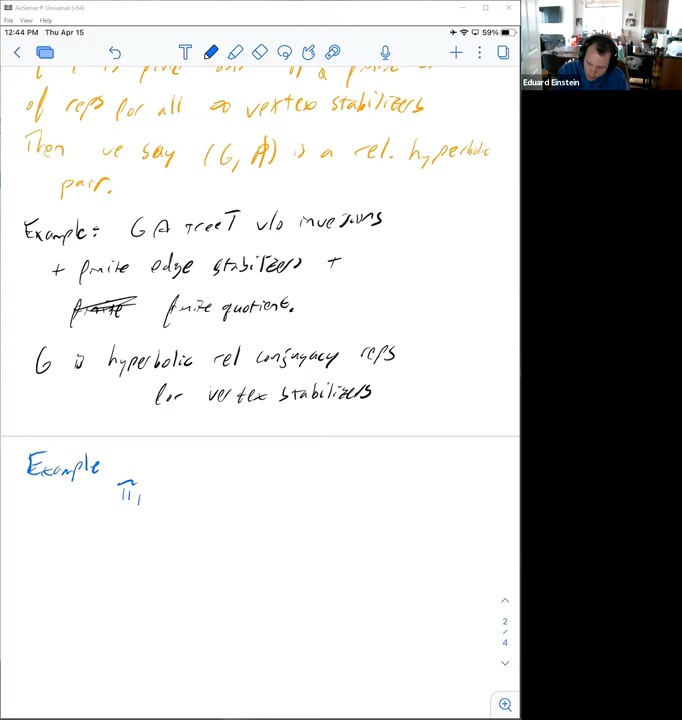 AirServer® Universal (x64)
File View Help
12:44 PM Thu Apr 15
59%
of reps for all ∞ vertex stabilizers
Then we say (G, P) is a rel. hyperbolic
pair.
Example: G ↷ tree T w/o inversions
+ finite edge stabilizers +
finite quotient.
G is hyperbolic rel conjugacy reps
for vertex stabilizers
Example
π₁
2
/
4
Eduard Einstein